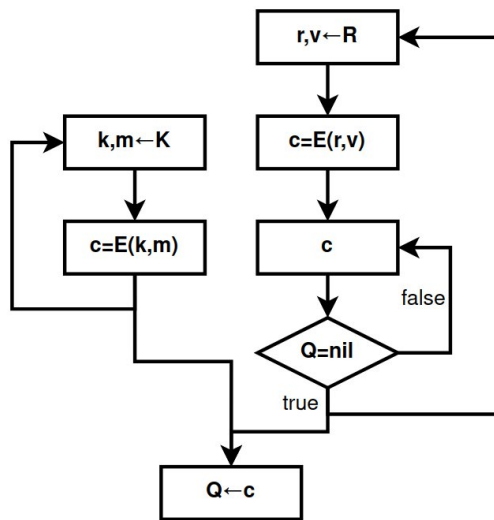 r,v←R
k,m←K
c=E(r,v)
c=E(k,m)
c
false
Q=nil
true
Q←c